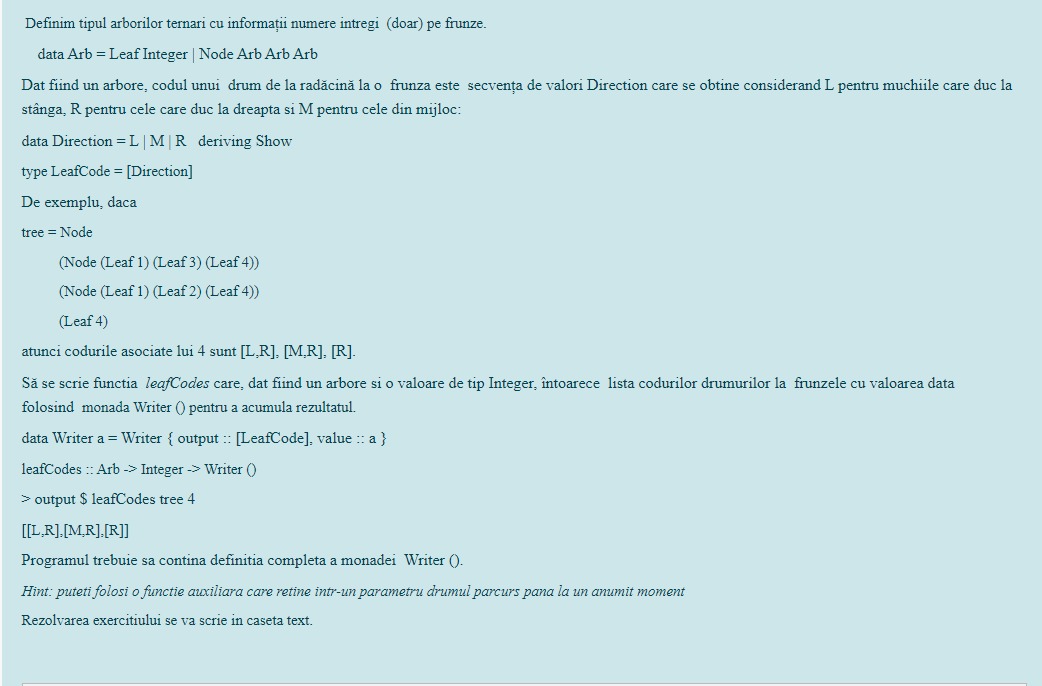 Definim tipul arborilor ternari cu informații numere intregi (doar) pe frunze.
data Arb = Leaf Integer | Node Arb Arb Arb
Dat fiind un arbore, codul unui drum de la radăcină la o frunza este secvența de valori Direction care se obtine considerand L pentru muchiile care duc la
stânga, R pentru cele care duc la dreapta si M pentru cele din mijloc:
data Direction = L | M | R deriving Show
type LeafCode = [Direction]
De exemplu, daca
tree = Node
(Node (Leaf 1) (Leaf 3) (Leaf 4))
(Node (Leaf 1) (Leaf 2) (Leaf 4))
(Leaf 4)
atunci codurile asociate lui 4 sunt [L,R], [M,R], [R].
Să se scrie functia leafCodes care, dat fiind un arbore si o valoare de tip Integer, întoarece lista codurilor drumurilor la frunzele cu valoarea data
folosind monada Writer () pentru a acumula rezultatul.
data Writer a = Writer { output :: [LeafCode], value :: a }
leafCodes :: Arb -> Integer -> Writer ()
> output $ leafCodes tree 4
[[L,R],[M,R],[R]]
Programul trebuie sa contina definitia completa a monadei Writer ().
Hint: puteti folosi o functie auxiliara care retine intr-un parametru drumul parcurs pana la un anumit moment
Rezolvarea exercitiului se va scrie in caseta text.